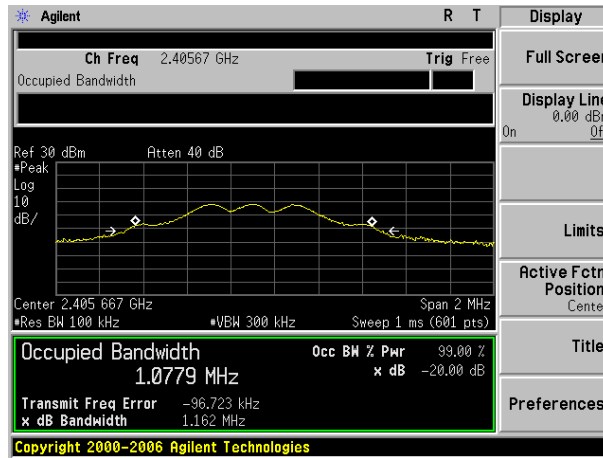 Agilent R T Display
Ch Freq 2.40567 GHz Trig Free
Occupied Bandwidth
Full Screen
Display Line
0.00 dBm
On Off
Ref 30 dBm Atten 40 dB
#Peak
Log
10
dB/
Limits
Active Fctn
Position
Center
Center 2.405 667 GHz Span 2 MHz
#Res BW 100 kHz #VBW 300 kHz Sweep 1 ms (601 pts)
Title
Occupied Bandwidth Occ BW % Pwr 99.00 %
1.0779 MHz x dB -20.00 dB
Transmit Freq Error -96.723 kHz
x dB Bandwidth 1.162 MHz
Preferences
Copyright 2000-2006 Agilent Technologies